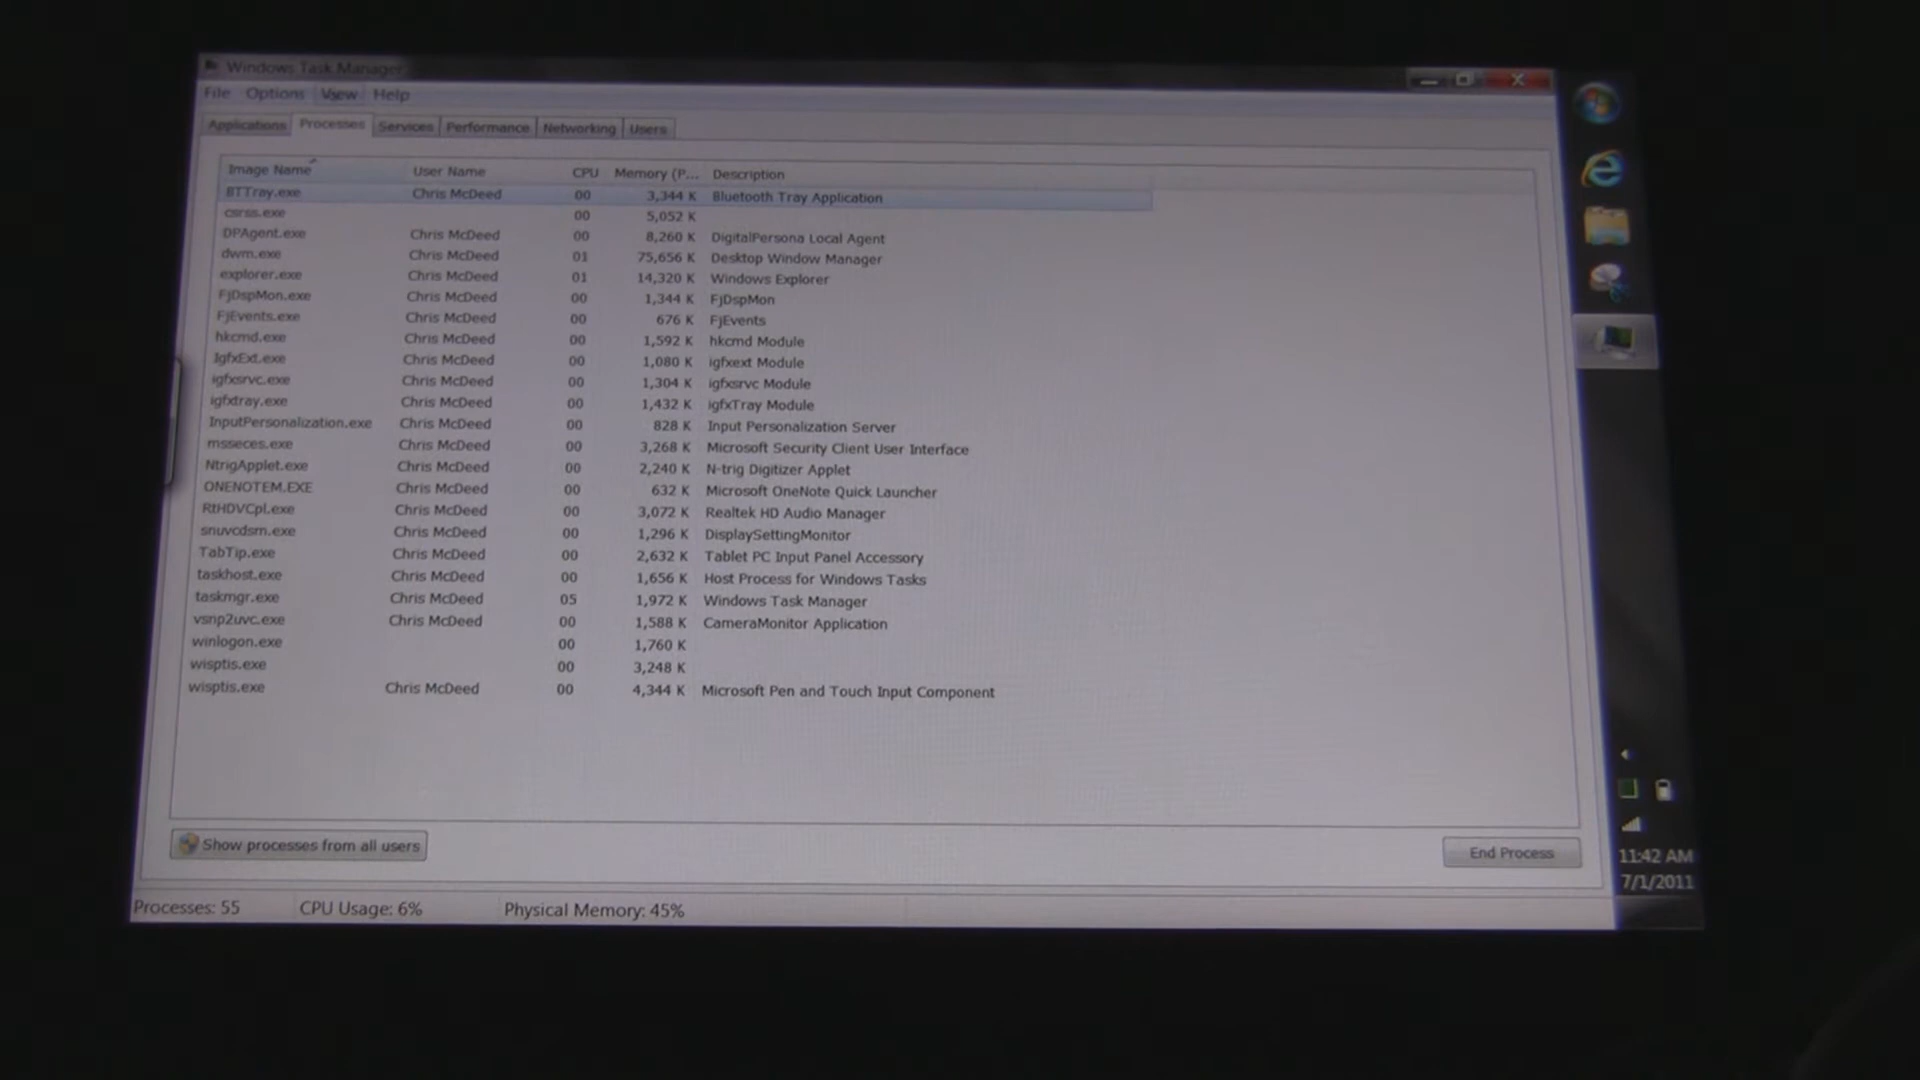 Windows Task Manager
File Options View Help
Applications Processes Services Performance Networking Users
Image Name User Name CPU Memory (P... Description
BTTray.exe Chris McDeed 00 3,344 K Bluetooth Tray Application
csrss.exe 00 5,052 K
DPAgent.exe Chris McDeed 00 8,260 K DigitalPersona Local Agent
dwm.exe Chris McDeed 01 75,656 K Desktop Window Manager
explorer.exe Chris McDeed 01 14,320 K Windows Explorer
FjDspMon.exe Chris McDeed 00 1,344 K FjDspMon
FjEvents.exe Chris McDeed 00 676 K FjEvents
hkcmd.exe Chris McDeed 00 1,592 K hkcmd Module
IgfxExt.exe Chris McDeed 00 1,080 K igfxext Module
igfxsrvc.exe Chris McDeed 00 1,304 K igfxsrvc Module
igfxtray.exe Chris McDeed 00 1,432 K igfxTray Module
InputPersonalization.exe Chris McDeed 00 828 K Input Personalization Server
msseces.exe Chris McDeed 00 3,268 K Microsoft Security Client User Interface
NtrigApplet.exe Chris McDeed 00 2,240 K N-trig Digitizer Applet
ONENOTEM.EXE Chris McDeed 00 632 K Microsoft OneNote Quick Launcher
RtHDVCpl.exe Chris McDeed 00 3,072 K Realtek HD Audio Manager
snuvcdsm.exe Chris McDeed 00 1,296 K DisplaySettingMonitor
TabTip.exe Chris McDeed 00 2,632 K Tablet PC Input Panel Accessory
taskhost.exe Chris McDeed 00 1,656 K Host Process for Windows Tasks
taskmgr.exe Chris McDeed 05 1,972 K Windows Task Manager
vsnp2uvc.exe Chris McDeed 00 1,588 K CameraMonitor Application
winlogon.exe 00 1,760 K
wisptis.exe 00 3,248 K
wisptis.exe Chris McDeed 00 4,344 K Microsoft Pen and Touch Input Component
Show processes from all users End Process
Processes: 55 CPU Usage: 6% Physical Memory: 45%
11:42 AM
7/1/2011